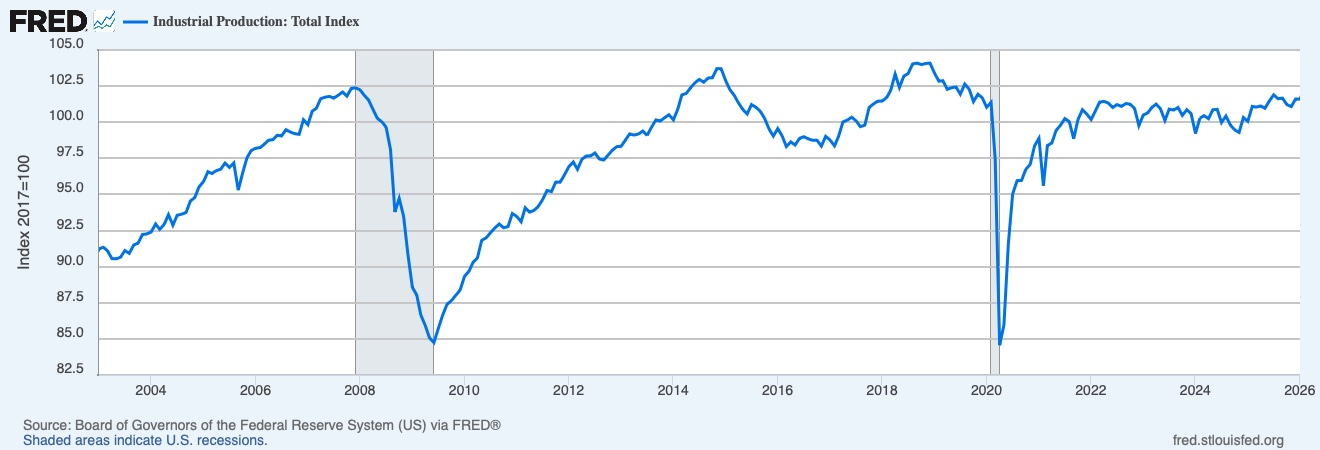 FRED Industrial Production: Total Index
105.0
102.5
100.0
97.5
95.0
92.5
90.0
87.5
85.0
82.5
Index 2017=100
2004 2006 2008 2010 2012 2014 2016 2018 2020 2022 2024 2026
Source: Board of Governors of the Federal Reserve System (US) via FRED®
Shaded areas indicate U.S. recessions.
fred.stlouisfed.org